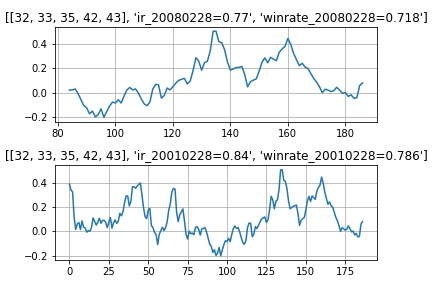 [[32, 33, 35, 42, 43], 'ir_20080228=0.77', 'winrate_20080228=0.718']
0.4
0.2
0.0
−0.2
80 100 120 140 160 180
[[32, 33, 35, 42, 43], 'ir_20010228=0.84', 'winrate_20010228=0.786']
0.4
0.2
0.0
−0.2
0 25 50 75 100 125 150 175